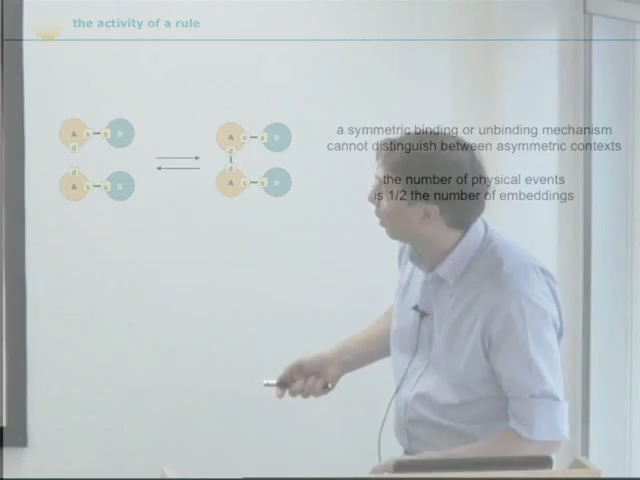 the activity of a rule
A s s B
d
d
A s s B
A s s B
d
d
A s s B
a symmetric binding or unbinding mechanism
cannot distinguish between asymmetric contexts
the number of physical events
is 1/2 the number of embeddings